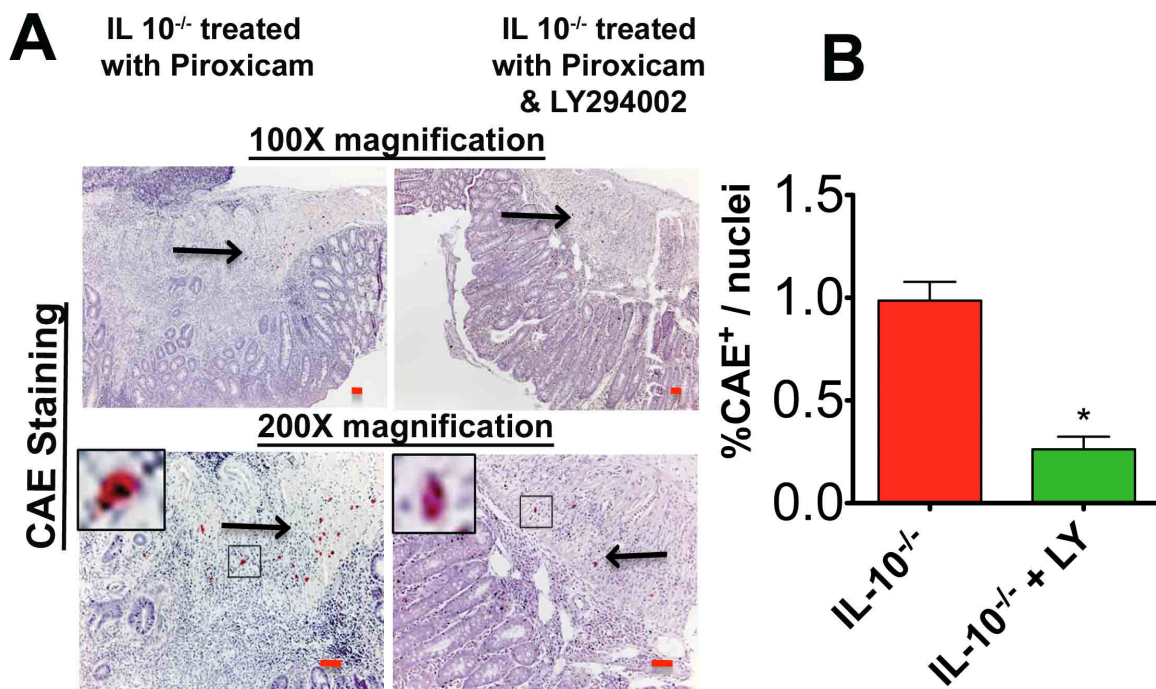 A
IL 10-/- treated
with Piroxicam
IL 10-/- treated
with Piroxicam
& LY294002
100X magnification
CAE Staining
200X magnification
B
%CAE+ / nuclei
1.5
1.0
0.5
0.0
*
IL-10-/-
IL-10-/- + LY